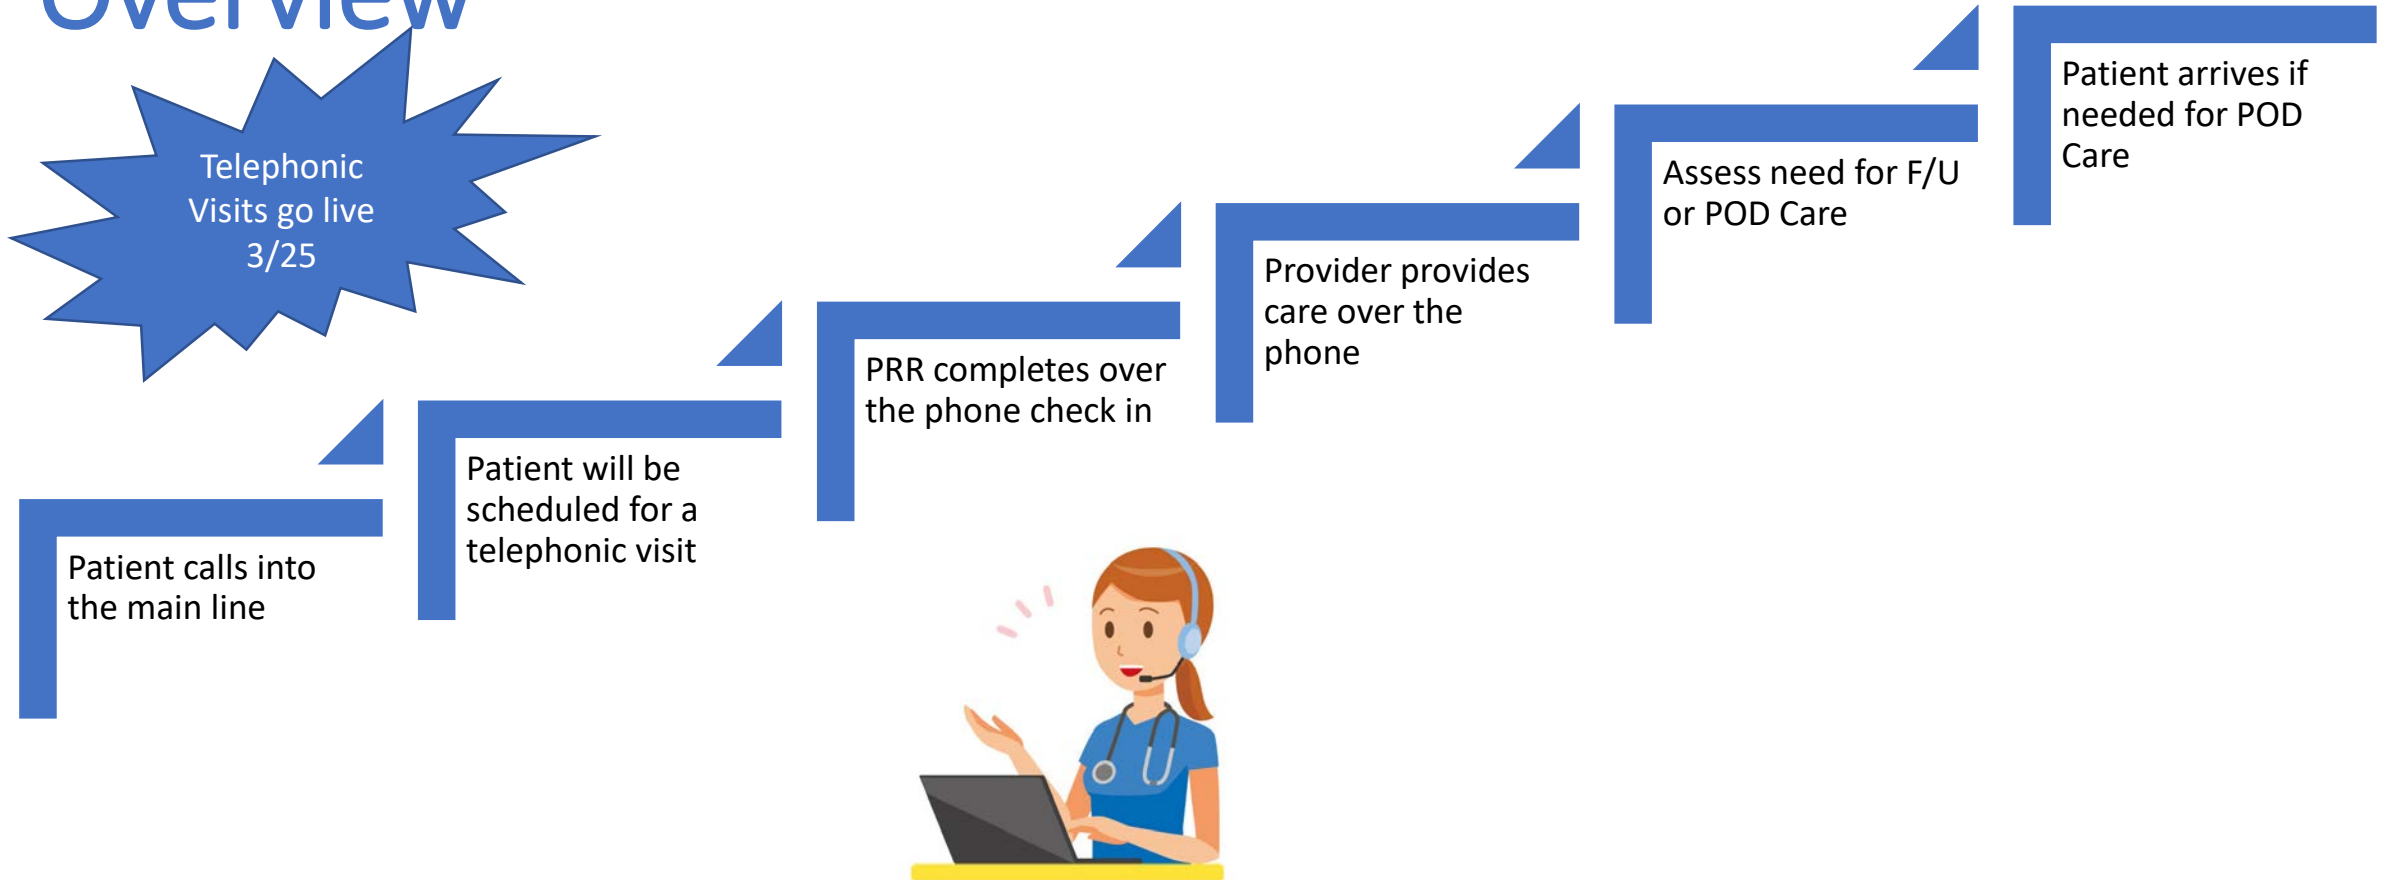 Overview
Telephonic
Visits go live
3/25
Patient calls into
the main line
Patient will be
scheduled for a
telephonic visit
PRR completes over
the phone check in
Provider provides
care over the
phone
Assess need for F/U
or POD Care
Patient arrives if
needed for POD
Care